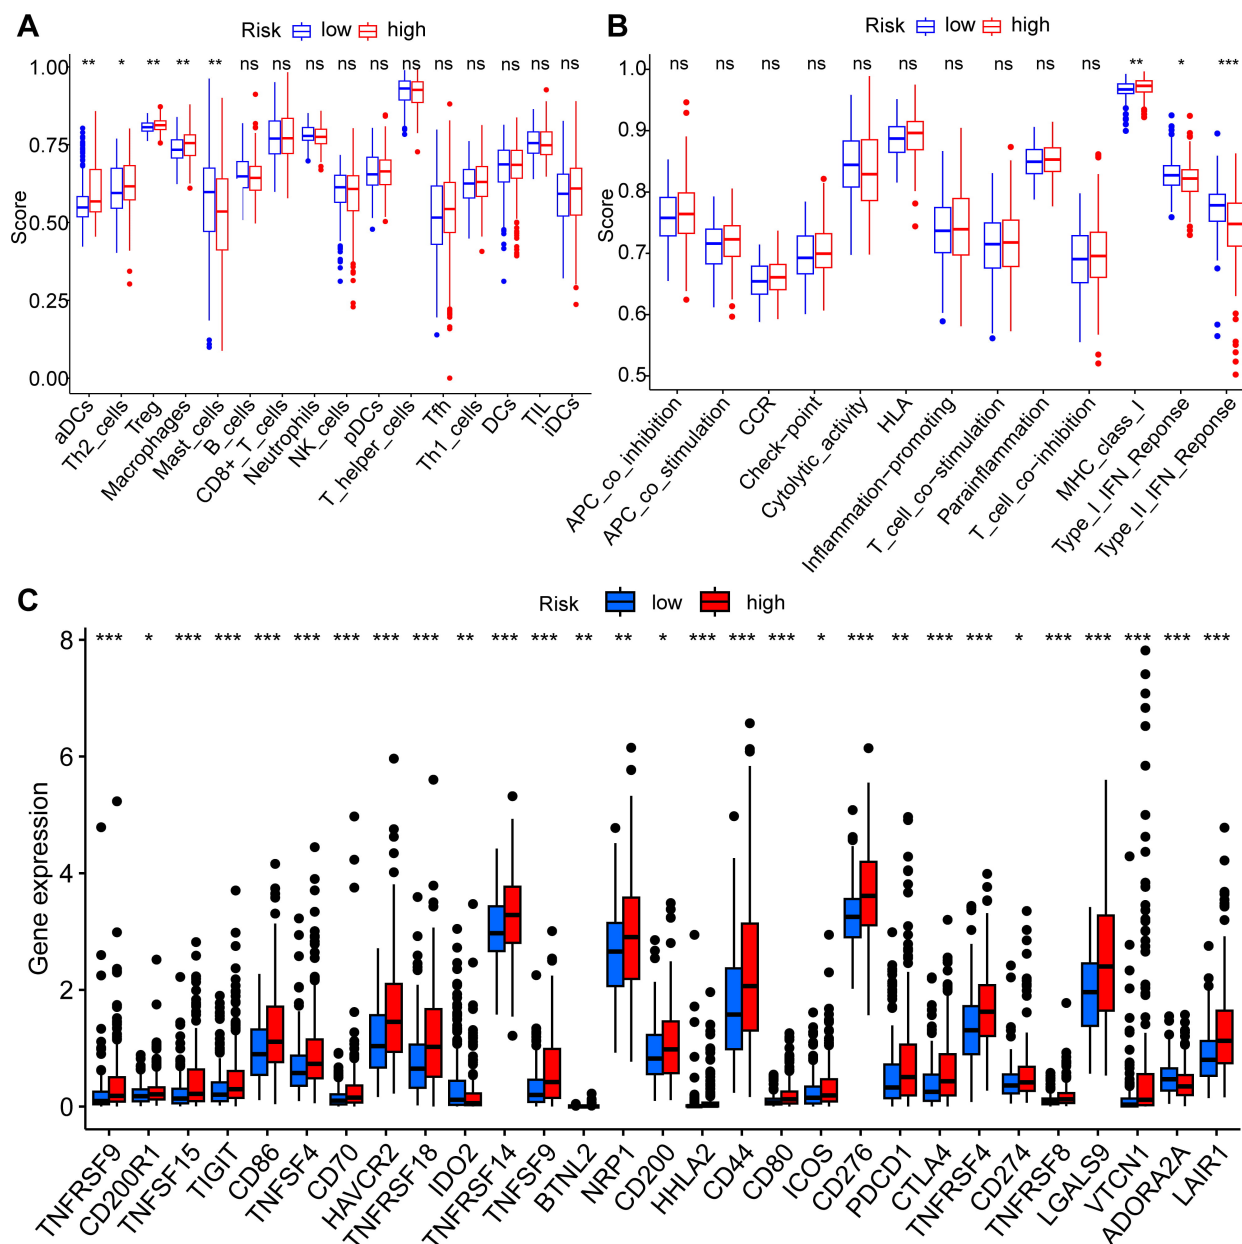 A
Risk low high
** * ** ** ** ns ns ns ns ns ns ns ns ns ns ns
1.00
0.75
0.50
0.25
0.00
Score
aDCs
Th2_cells
Treg
Macrophages
Mast_cells
B_cells
CD8+_T_cells
Neutrophils
NK_cells
pDCs
T_helper_cells
Tfh
Th1_cells
DCs
TIL
iDCs
B
Risk low high
ns ns ns ns ns ns ns ns ns ns ** * ***
1.0
0.9
0.8
0.7
0.6
0.5
Score
APC_co_inhibition
APC_co_stimulation
CCR
Check−point
Cytolytic_activity
HLA
Inflammation−promoting
T_cell_co−stimulation
Parainflammation
T_cell_co−inhibition
MHC_class_I
Type_I_IFN_Reponse
Type_II_IFN_Reponse
C
Risk low high
*** * *** *** *** *** *** *** *** ** *** *** ** ** * *** *** *** * *** ** *** *** * *** *** *** *** ***
8
6
4
2
0
Gene expression
TNFRSF9
CD200R1
TNFSF15
TIGIT
CD86
TNFSF4
CD70
HAVCR2
TNFRSF18
IDO2
TNFRSF14
TNFSF9
BTNL2
NRP1
CD200
HHLA2
CD44
CD80
ICOS
CD276
PDCD1
CTLA4
TNFRSF4
CD274
TNFRSF8
LGALS9
VTCN1
ADORA2A
LAIR1